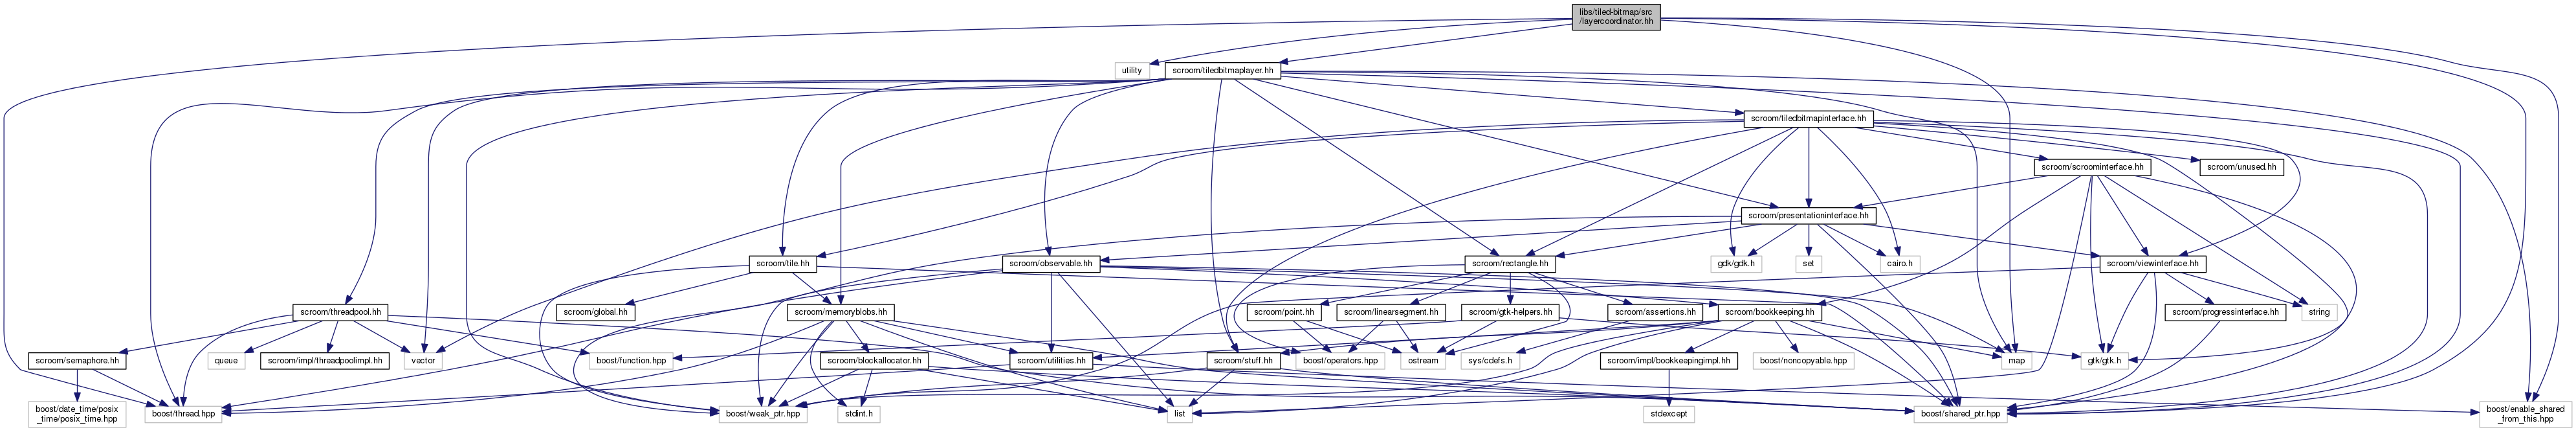 libs/tiled-bitmap/src
/layercoordinator.hh
utility
scroom/tiledbitmaplayer.hh
scroom/tiledbitmapinterface.hh
scroom/scroominterface.hh
scroom/unused.hh
scroom/presentationinterface.hh
scroom/tile.hh
scroom/observable.hh
scroom/rectangle.hh
gdk/gdk.h
set
cairo.h
scroom/viewinterface.hh
scroom/threadpool.hh
scroom/global.hh
scroom/memoryblobs.hh
scroom/point.hh
scroom/linearsegment.hh
scroom/gtk-helpers.hh
scroom/assertions.hh
scroom/bookkeeping.hh
scroom/progressinterface.hh
string
scroom/semaphore.hh
queue
scroom/impl/threadpoolimpl.hh
vector
boost/function.hpp
scroom/blockallocator.hh
scroom/utilities.hh
scroom/stuff.hh
boost/operators.hpp
ostream
sys/cdefs.h
scroom/impl/bookkeepingimpl.hh
boost/noncopyable.hpp
map
gtk/gtk.h
boost/date_time/posix
_time/posix_time.hpp
boost/thread.hpp
boost/weak_ptr.hpp
stdint.h
list
stdexcept
boost/shared_ptr.hpp
boost/enable_shared
_from_this.hpp